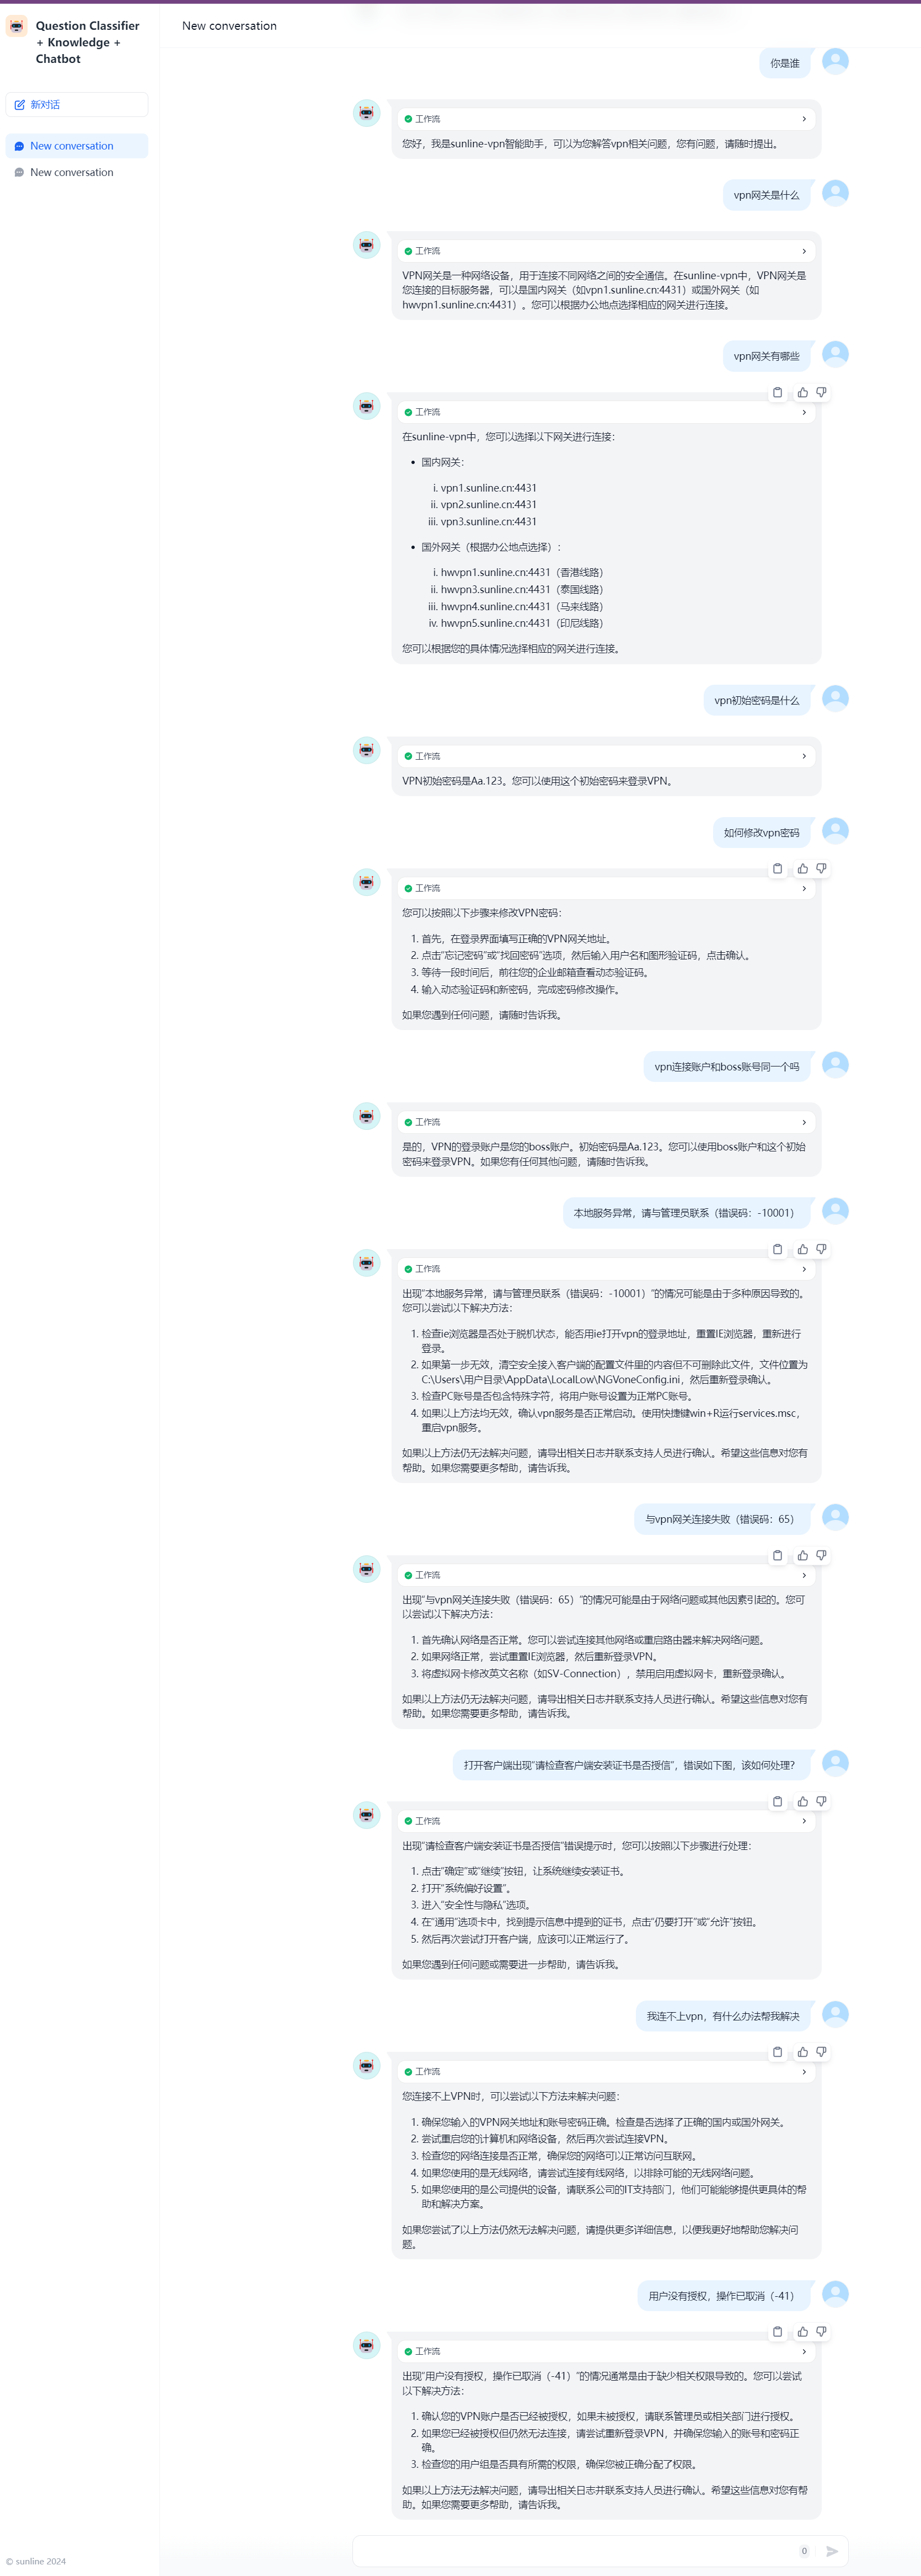 Question Classifier
+ Knowledge +
Chatbot
新对话
New conversation
New conversation
New conversation
你是谁
工作流
您好，我是sunline-vpn智能助手，可以为您解答vpn相关问题，您有问题，请随时提出。
vpn网关是什么
工作流
VPN网关是一种网络设备，用于连接不同网络之间的安全通信。在sunline-vpn中，VPN网关是
您连接的目标服务器，可以是国内网关（如vpn1.sunline.cn:4431）或国外网关（如
hwvpn1.sunline.cn:4431）。您可以根据办公地点选择相应的网关进行连接。
vpn网关有哪些
工作流
在sunline-vpn中，您可以选择以下网关进行连接：
• 国内网关：
i. vpn1.sunline.cn:4431
ii. vpn2.sunline.cn:4431
iii. vpn3.sunline.cn:4431
• 国外网关（根据办公地点选择）：
i. hwvpn1.sunline.cn:4431（香港线路）
ii. hwvpn3.sunline.cn:4431（泰国线路）
iii. hwvpn4.sunline.cn:4431（马来线路）
iv. hwvpn5.sunline.cn:4431（印尼线路）
您可以根据您的具体情况选择相应的网关进行连接。
vpn初始密码是什么
工作流
VPN初始密码是Aa.123。您可以使用这个初始密码来登录VPN。
如何修改vpn密码
工作流
您可以按照以下步骤来修改VPN密码：
1. 首先，在登录界面填写正确的VPN网关地址。
2. 点击"忘记密码"或"找回密码"选项，然后输入用户名和图形验证码，点击确认。
3. 等待一段时间后，前往您的企业邮箱查看动态验证码。
4. 输入动态验证码和新密码，完成密码修改操作。
如果您遇到任何问题，请随时告诉我。
vpn连接账户和boss账号同一个吗
工作流
是的，VPN的登录账户是您的boss账户。初始密码是Aa.123。您可以使用boss账户和这个初始
密码来登录VPN。如果您有任何其他问题，请随时告诉我。
本地服务异常，请与管理员联系（错误码：-10001）
工作流
出现"本地服务异常，请与管理员联系（错误码：-10001）"的情况可能是由于多种原因导致的。
您可以尝试以下解决方法：
1. 检查ie浏览器是否处于脱机状态，能否用ie打开vpn的登录地址，重置IE浏览器，重新进行
登录。
2. 如果第一步无效，清空安全接入客户端的配置文件里的内容但不可删除此文件，文件位置为
C:\Users\用户目录\AppData\LocalLow\NGVoneConfig.ini，然后重新登录确认。
3. 检查PC账号是否包含特殊字符，将用户账号设置为正常PC账号。
4. 如果以上方法均无效，确认vpn服务是否正常启动。使用快捷键win+R运行services.msc，
重启vpn服务。
如果以上方法仍无法解决问题，请导出相关日志并联系支持人员进行确认。希望这些信息对您有
帮助。如果您需要更多帮助，请告诉我。
与vpn网关连接失败（错误码：65）
工作流
出现"与vpn网关连接失败（错误码：65）"的情况可能是由于网络问题或其他因素引起的。您可
以尝试以下解决方法：
1. 首先确认网络是否正常。您可以尝试连接其他网络或重启路由器来解决网络问题。
2. 如果网络正常，尝试重置IE浏览器，然后重新登录VPN。
3. 将虚拟网卡修改英文名称（如SV-Connection），禁用启用虚拟网卡，重新登录确认。
如果以上方法仍无法解决问题，请导出相关日志并联系支持人员进行确认。希望这些信息对您有
帮助。如果您需要更多帮助，请告诉我。
打开客户端出现"请检查客户端安装证书是否授信"，错误如下图，该如何处理？
工作流
出现"请检查客户端安装证书是否授信"错误提示时，您可以按照以下步骤进行处理：
1. 点击"确定"或"继续"按钮，让系统继续安装证书。
2. 打开"系统偏好设置"。
3. 进入"安全性与隐私"选项。
4. 在"通用"选项卡中，找到提示信息中提到的证书，点击"仍要打开"或"允许"按钮。
5. 然后再次尝试打开客户端，应该可以正常运行了。
如果您遇到任何问题或需要进一步帮助，请告诉我。
我连不上vpn，有什么办法帮我解决
工作流
您连接不上VPN时，可以尝试以下方法来解决问题：
1. 确保您输入的VPN网关地址和账号密码正确。检查是否选择了正确的国内或国外网关。
2. 尝试重启您的计算机和网络设备，然后再次尝试连接VPN。
3. 检查您的网络连接是否正常，确保您的网络可以正常访问互联网。
4. 如果您使用的是无线网络，请尝试连接有线网络，以排除可能的无线网络问题。
5. 如果您使用的是公司提供的设备，请联系公司的IT支持部门，他们可能能够提供更具体的帮
助和解决方案。
如果您尝试了以上方法仍然无法解决问题，请提供更多详细信息，以便我更好地帮助您解决问
题。
用户没有授权，操作已取消（-41）
工作流
出现"用户没有授权，操作已取消（-41）"的情况通常是由于缺少相关权限导致的。您可以尝试
以下解决方法：
1. 确认您的VPN账户是否已经被授权，如果未被授权，请联系管理员或相关部门进行授权。
2. 如果您已经被授权但仍然无法连接，请尝试重新登录VPN，并确保您输入的账号和密码正
确。
3. 检查您的用户组是否具有所需的权限，确保您被正确分配了权限。
如果以上方法无法解决问题，请导出相关日志并联系支持人员进行确认。希望这些信息对您有帮
助。如果您需要更多帮助，请告诉我。
0
© sunline 2024